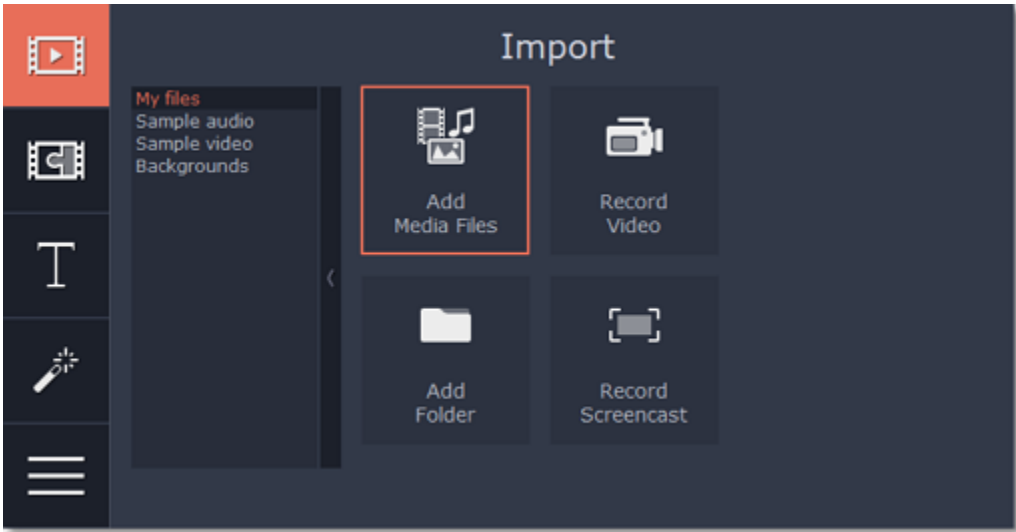 Import
My files
Sample audio
Sample video
Backgrounds
Add
Media Files
Record
Video
Add
Folder
Record
Screencast
T